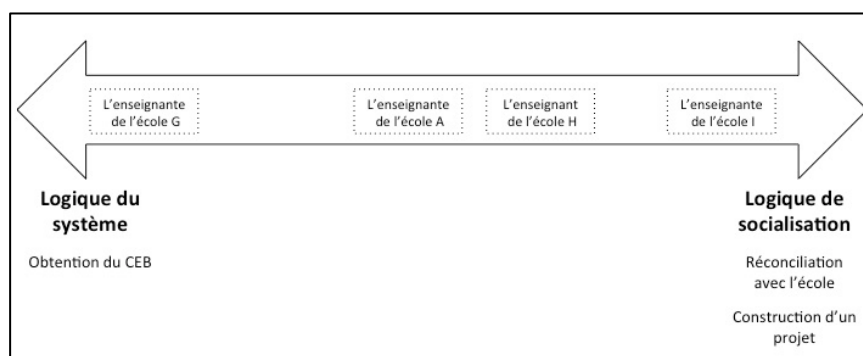 L'enseignante
de l'école G
L'enseignante
de l'école A
L'enseignant
de l'école H
L'enseignante
de l'école I
Logique du
système
Obtention du CEB
Logique de
socialisation
Réconciliation
avec l'école
Construction d'un
projet